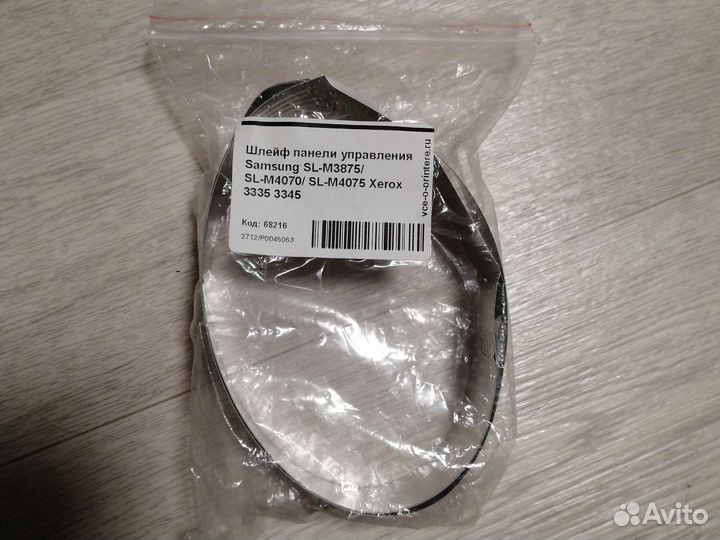 Шлейф панели управления
Samsung SL-M3875/
SL-M4070/ SL-M4075 Xerox
3335 3345
Код: 68216
2712/P0045063
vce-o-printere.ru
Avito